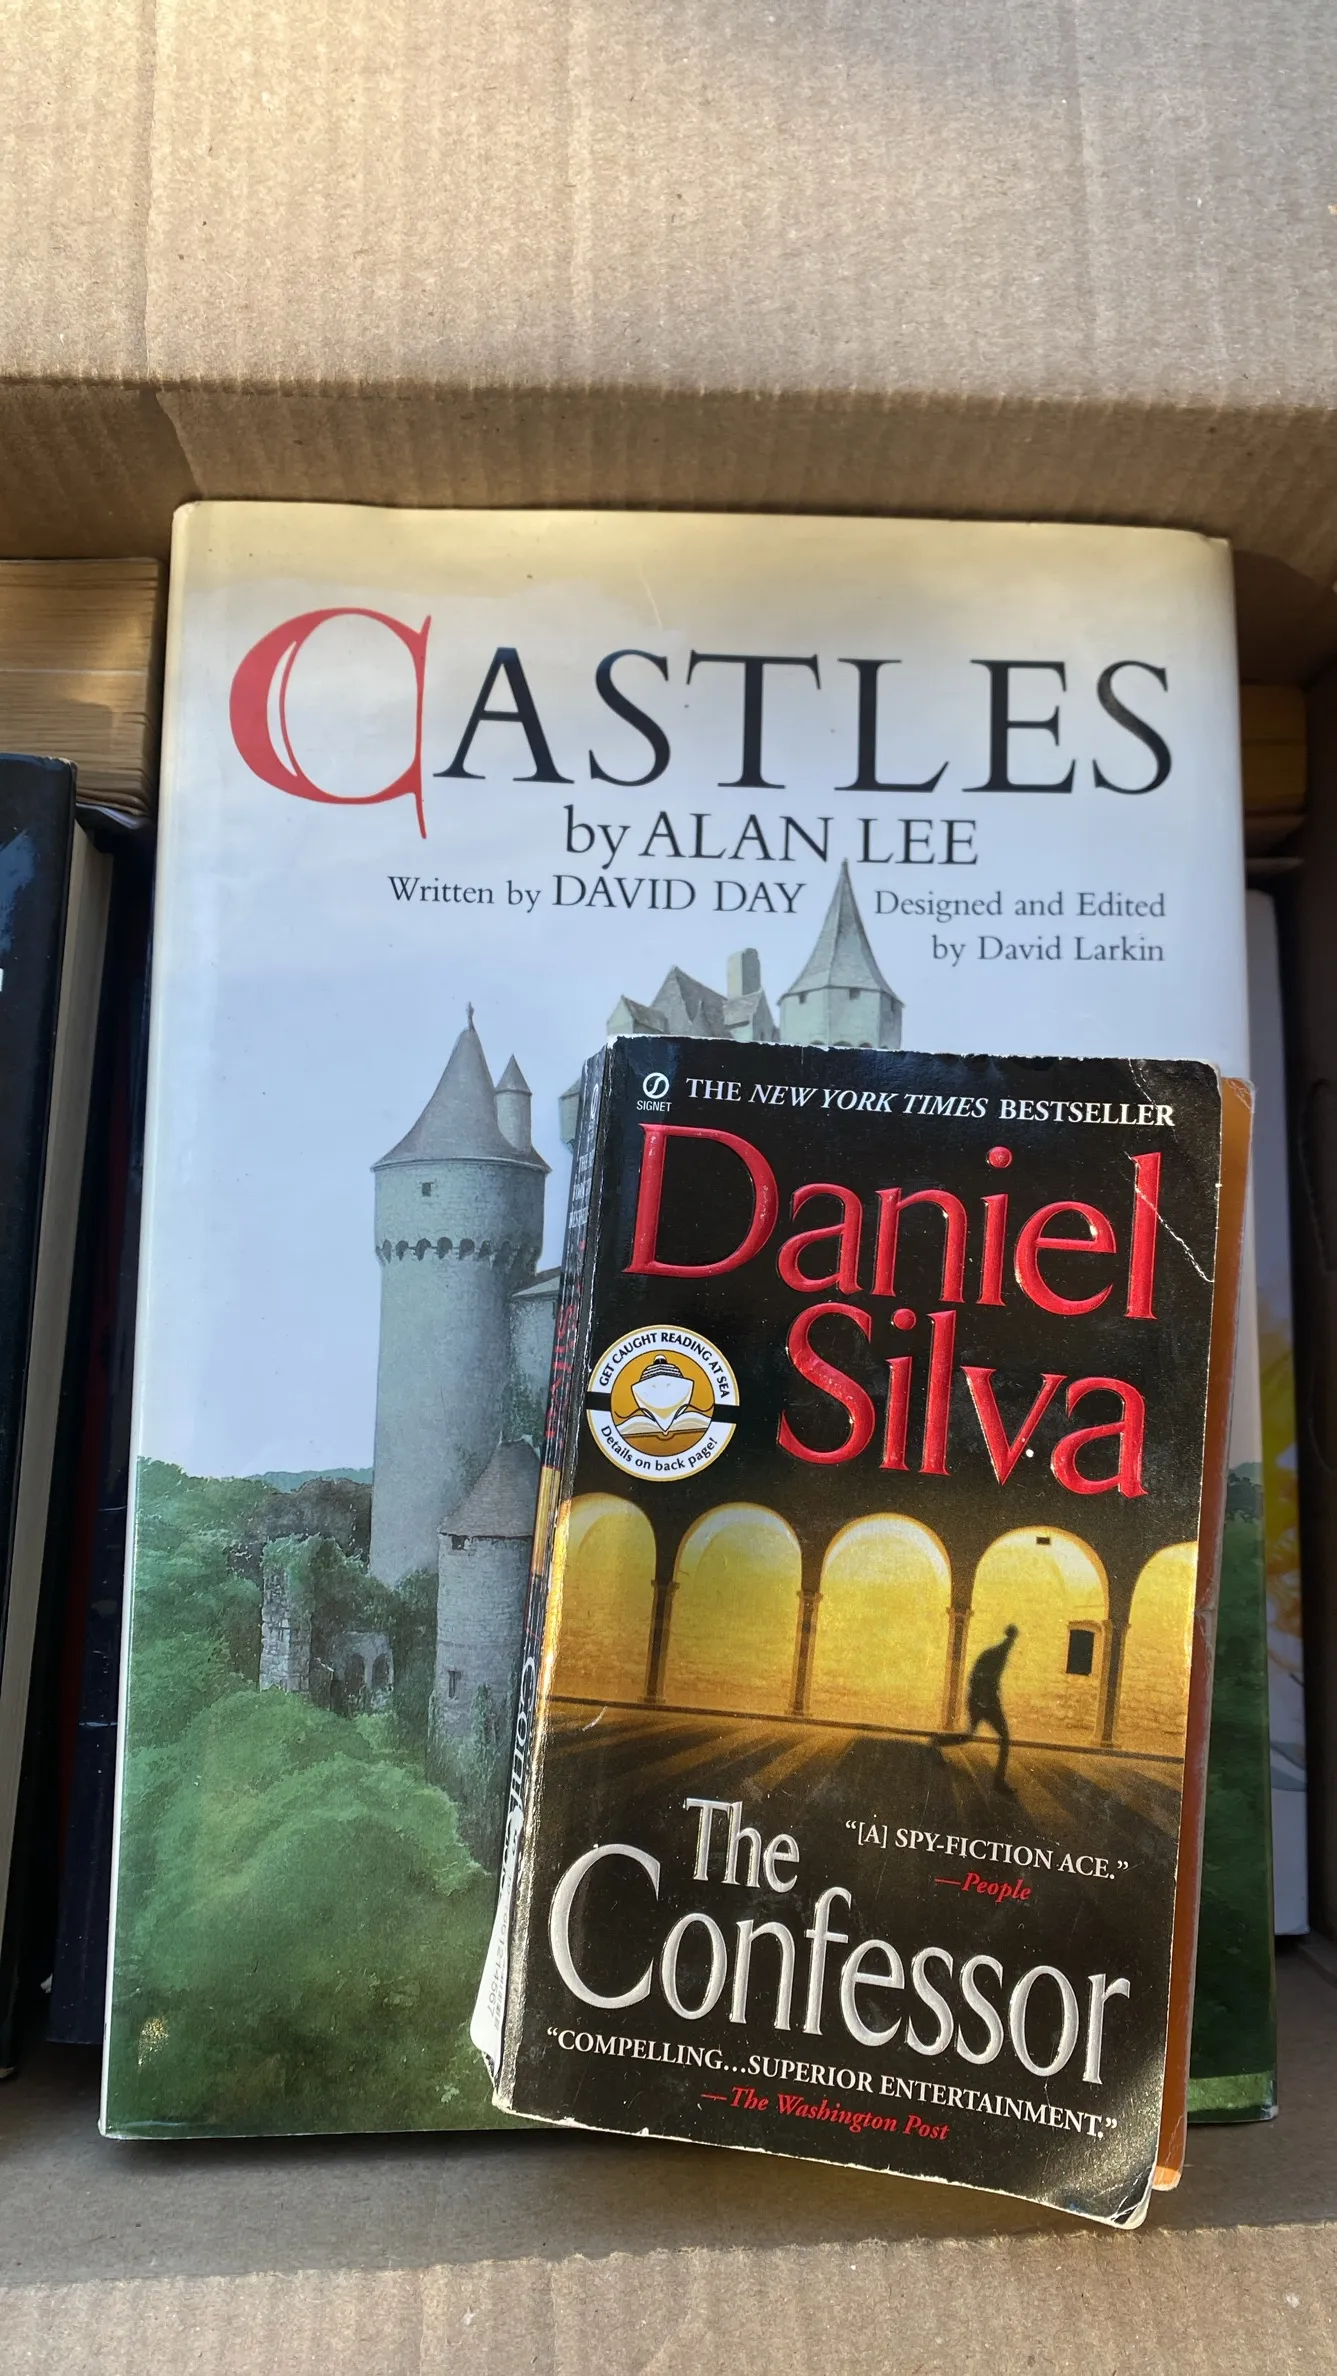 CASTLES
by ALAN LEE
Written by DAVID DAY
Designed and Edited
by David Larkin
SIGNET
THE NEW YORK TIMES BESTSELLER
Daniel
Silva
GET CAUGHT READING AT SEA
Details on back page!
The
Confessor
“[A] SPY-FICTION ACE.”
—People
“COMPELLING...SUPERIOR ENTERTAINMENT.”
—The Washington Post